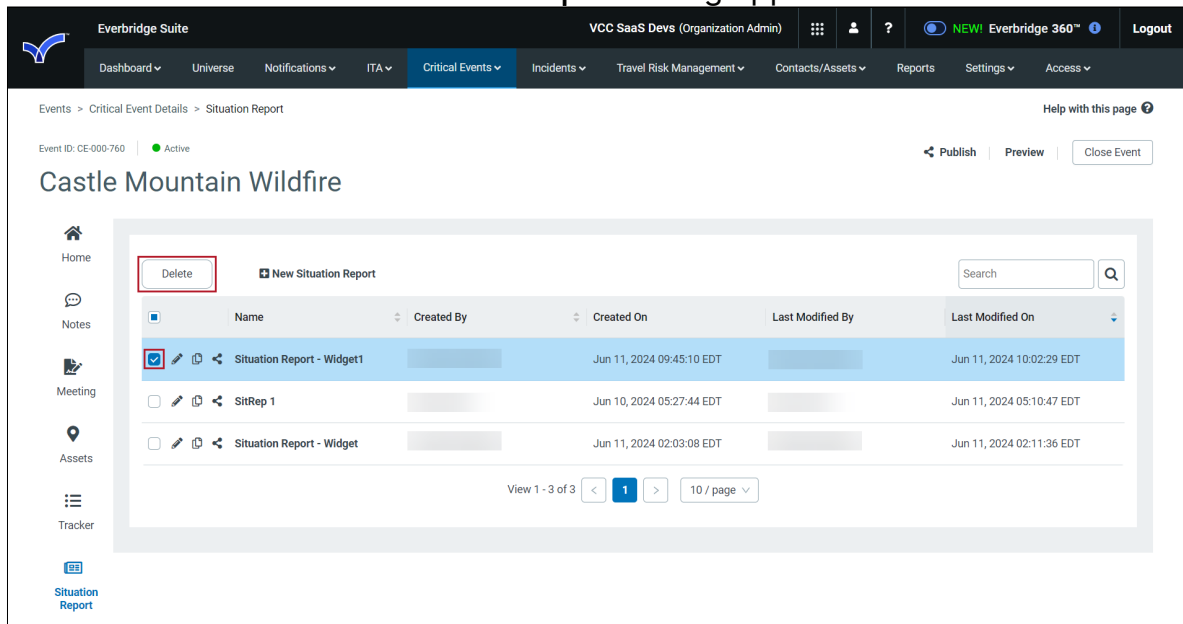 Everbridge Suite
VCC SaaS Devs (Organization Admin)
?
NEW! Everbridge 360™
Logout
Dashboard
Universe
Notifications
ITA
Critical Events
Incidents
Travel Risk Management
Contacts/Assets
Reports
Settings
Access
Events > Critical Event Details > Situation Report
Help with this page ?
Event ID: CE-000-760
Active
Publish
Preview
Close Event
Castle Mountain Wildfire
Home
Notes
Meeting
Assets
Tracker
Situation
Report
Delete
New Situation Report
Search
Name
Created By
Created On
Last Modified By
Last Modified On
Situation Report - Widget1
Jun 11, 2024 09:45:10 EDT
Jun 11, 2024 10:02:29 EDT
SitRep 1
Jun 10, 2024 05:27:44 EDT
Jun 11, 2024 05:10:47 EDT
Situation Report - Widget
Jun 11, 2024 02:03:08 EDT
Jun 11, 2024 02:11:36 EDT
View 1 - 3 of 3
<
1
>
10 / page